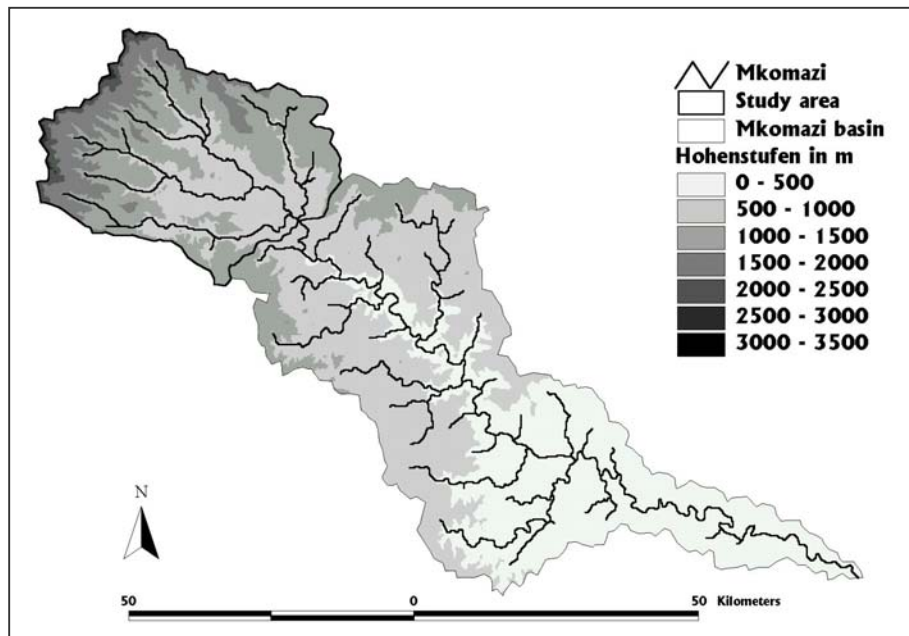 Mkomazi
Study area
Mkomazi basin
Hohenstufen in m
0 - 500
500 - 1000
1000 - 1500
1500 - 2000
2000 - 2500
2500 - 3000
3000 - 3500
N
50 0 50 Kilometers